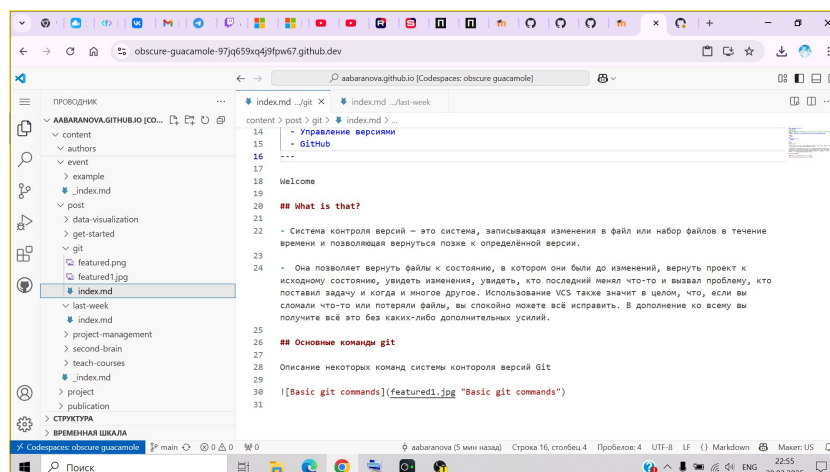 obscure-guacamole-97jq659xq4j9fpw67.github.dev
aabaranova.github.io [Codespaces: obscure guacamole]
ПРОВОДНИК
index.md .../git
index.md .../last-week
AABARANOVA.GITHUB.IO [CO...
content > post > git > index.md > ...
content
authors
event
example
_index.md
post
data-visualization
get-started
git
featured.png
featured1.jpg
index.md
last-week
index.md
project-management
second-brain
teach-courses
_index.md
project
publication
СТРУКТУРА
ВРЕМЕННАЯ ШКАЛА
14 - Управление версиями
15 - GitHub
16 ---
17
18 Welcome
19
20 ## What is that?
21
22 - Система контроля версий — это система, записывающая изменения в файл или набор файлов в течение
времени и позволяющая вернуться позже к определённой версии.
23
24 - Она позволяет вернуть файлы к состоянию, в котором они были до изменений, вернуть проект к
исходному состоянию, увидеть изменения, увидеть, кто последний менял что-то и вызвал проблему, кто
поставил задачу и когда и многое другое. Использование VCS также значит в целом, что, если вы
сломали что-то или потеряли файлы, вы спокойно можете всё исправить. В дополнение ко всему вы
получите всё это без каких-либо дополнительных усилий.
25
26 ## Основные команды git
27
28 Описание некоторых команд системы контороля версий Git
29
30 ![Basic git commands](featured1.jpg "Basic git commands")
31
Codespaces: obscure guacamole main 0 0 0 aabaranova (5 мин назад) Строка 16, столбец 4 Пробелов: 4 UTF-8 LF {} Markdown Макет: US
Поиск
ENG
22:55